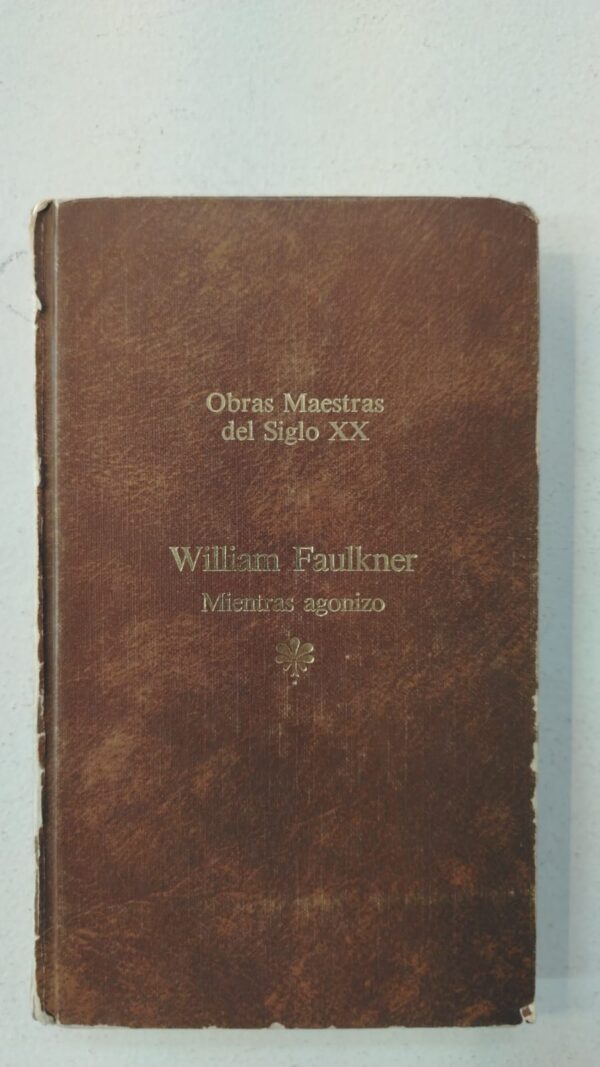 Obras Maestras
del Siglo XX
William Faulkner
Mientras agonizo